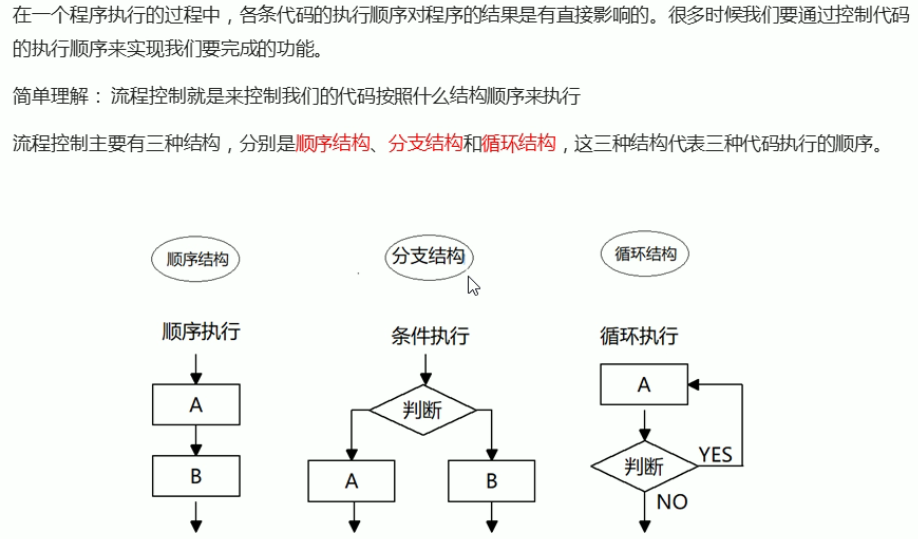 在一个程序执行的过程中，各条代码的执行顺序对程序的结果是有直接影响的。很多时候我们要通过控制代码
的执行顺序来实现我们要完成的功能。
简单理解： 流程控制就是来控制我们的代码按照什么结构顺序来执行
流程控制主要有三种结构，分别是顺序结构、分支结构和循环结构，这三种结构代表三种代码执行的顺序。
顺序结构
分支结构
循环结构
顺序执行
条件执行
循环执行
A
B
判断
A
B
A
判断
YES
NO